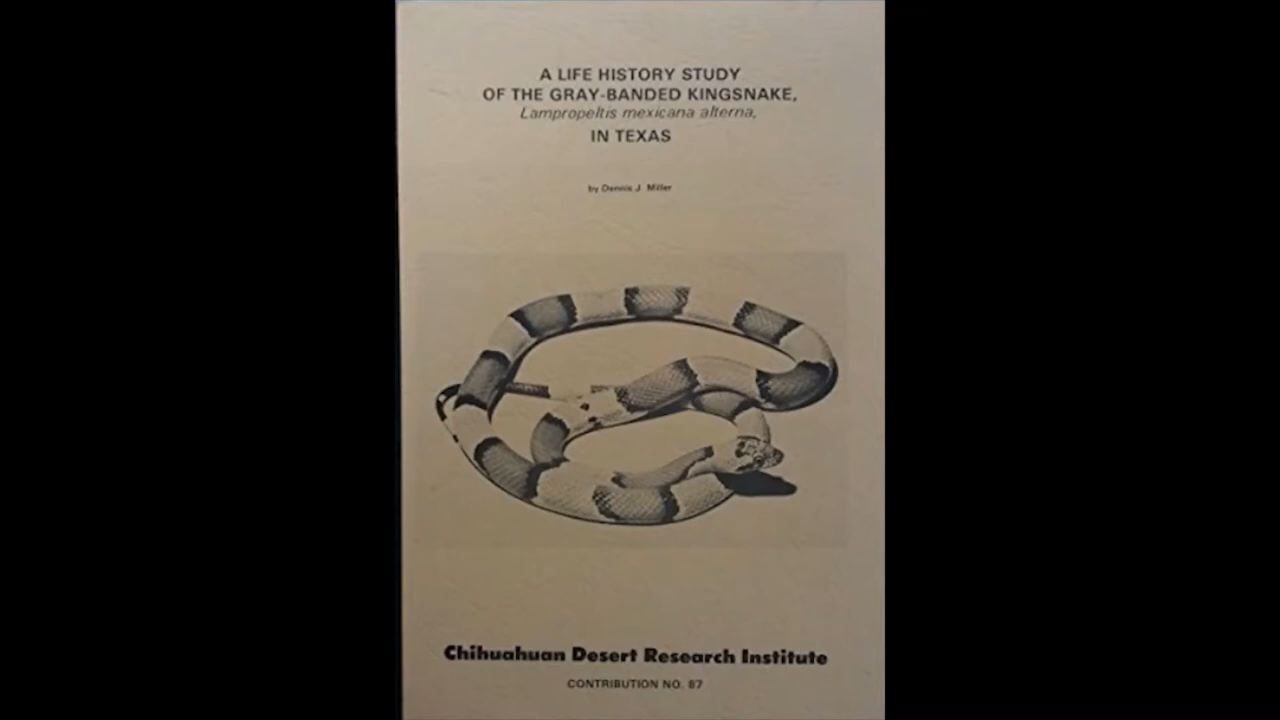 A LIFE HISTORY STUDY
OF THE GRAY-BANDED KINGSNAKE,
Lampropeltis mexicana alterna,
IN TEXAS
by Dennis J. Miller
Chihuahuan Desert Research Institute
CONTRIBUTION NO. 87